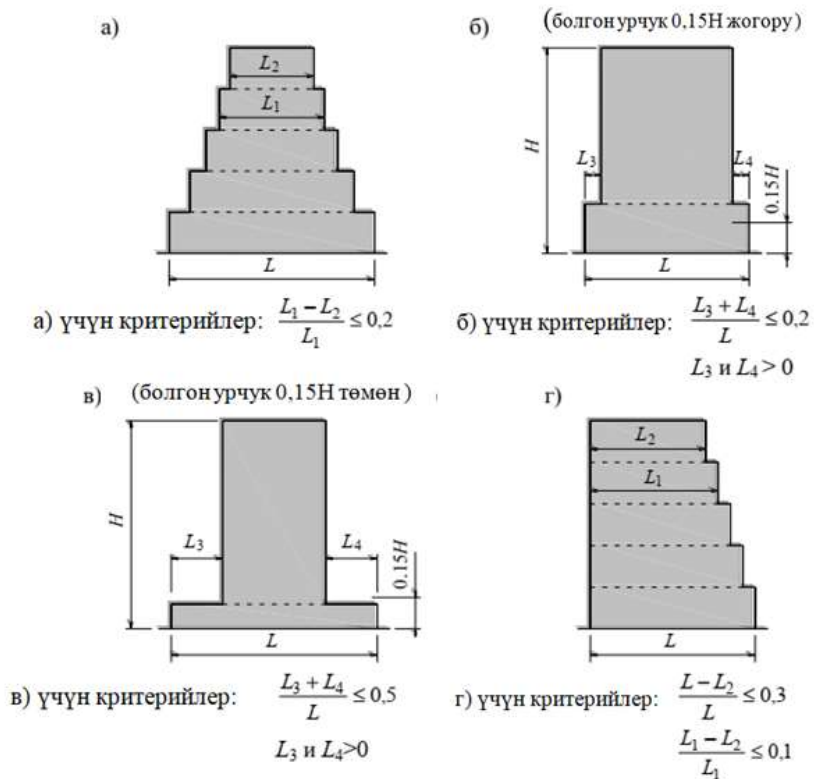 а)
L₂
L₁
L
а) үчүн критерийлер: (L₁ – L₂)/L₁ ≤ 0,2
б) (болгон урчук 0,15H жогору)
H
L₃
L₄
0.15H
L
б) үчүн критерийлер: (L₃ + L₄)/L ≤ 0,2
L₃ и L₄ > 0
в) (болгон урчук 0,15H төмөн )
H
L₃
L₄
0.15H
L
в) үчүн критерийлер: (L₃ + L₄)/L ≤ 0,5
L₃ и L₄>0
г)
L₂
L₁
L
г) үчүн критерийлер: (L – L₂)/L ≤ 0,3
(L₁ – L₂)/L₁ ≤ 0,1